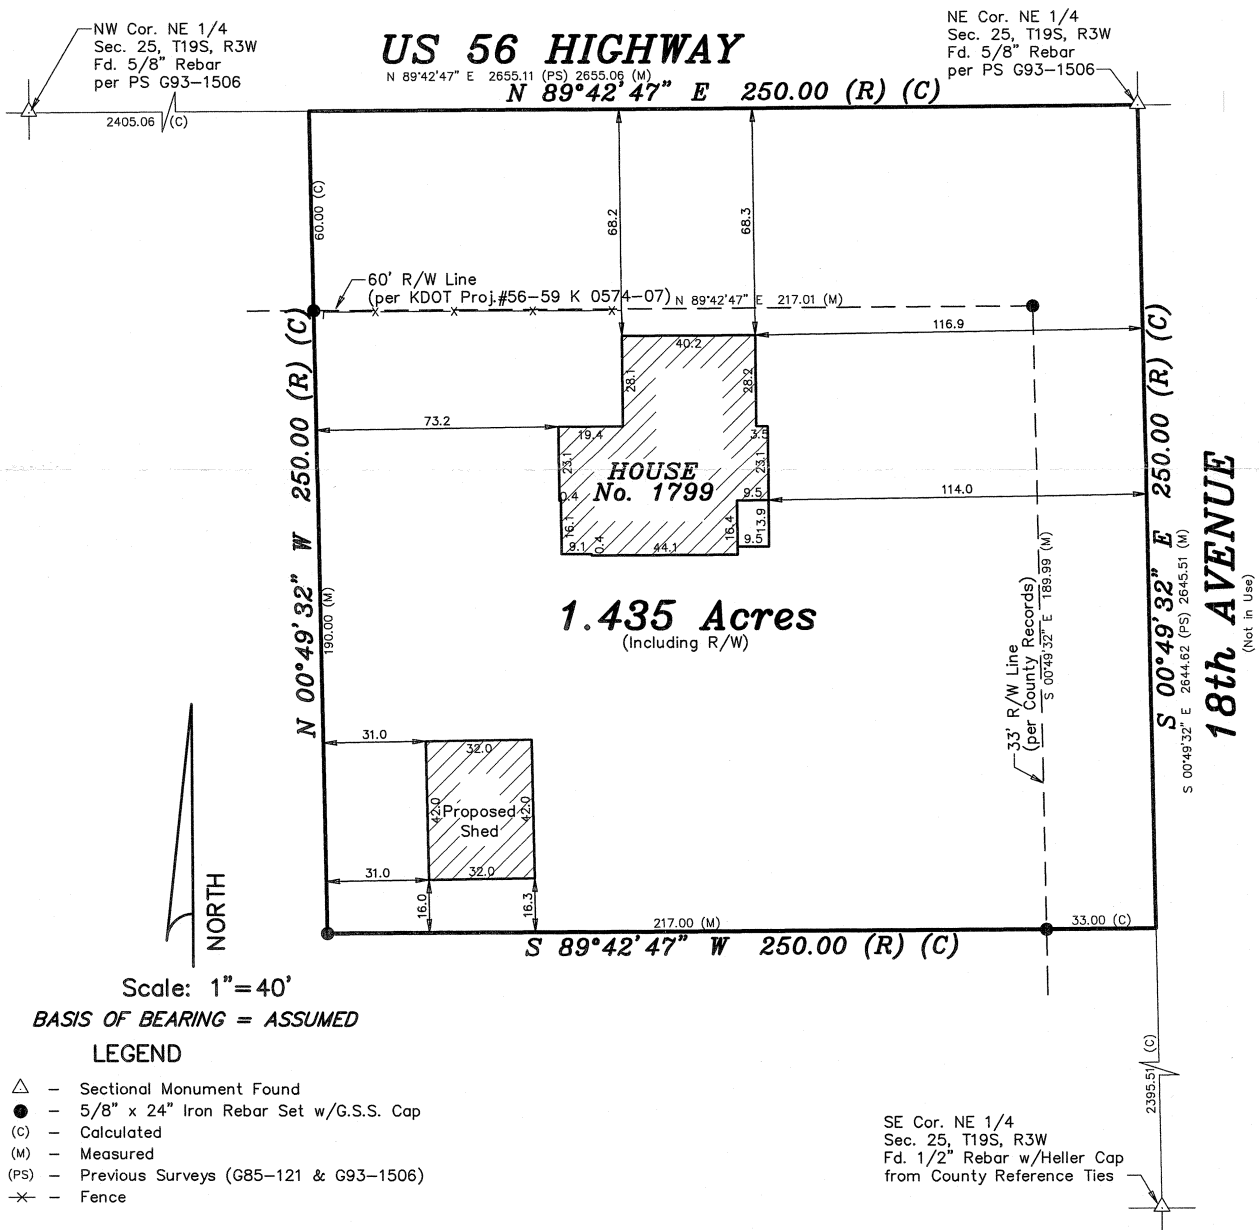 NW Cor. NE 1/4
Sec. 25, T19S, R3W
Fd. 5/8" Rebar
per PS G93-1506
US 56 HIGHWAY
N 89°42'47" E 2655.11 (PS) 2655.06 (M)
N 89°42'47" E 250.00 (R) (C)
NE Cor. NE 1/4
Sec. 25, T19S, R3W
Fd. 5/8" Rebar
per PS G93-1506
2405.06 (C)
60.00 (C)
68.2
68.3
60' R/W Line
(per KDOT Proj.#56-59 K 0574-07)
N 89°42'47" E 217.01 (M)
116.9
40.2
28.1
28.2
73.2
19.4
3.5
23.1
23.1
HOUSE
No. 1799
0.4
9.5
114.0
16.1
16.4
13.9
9.1
0.4
44.1
9.5
N 00°49'32" W 250.00 (R) (C)
190.00 (M)
1.435 Acres
(Including R/W)
33' R/W Line
(per County Records)
S 00°49'32" E 189.99 (M)
S 00°49'32" E 250.00 (R) (C)
S 00°49'32" E 2644.62 (PS) 2645.51 (M)
18th AVENUE
(Not in Use)
31.0
32.0
42.0
42.0
Proposed
Shed
31.0
32.0
16.0
16.3
217.00 (M)
33.00 (C)
S 89°42'47" W 250.00 (R) (C)
NORTH
Scale: 1"=40'
BASIS OF BEARING = ASSUMED
LEGEND
– Sectional Monument Found
– 5/8" x 24" Iron Rebar Set w/G.S.S. Cap
(C) – Calculated
(M) – Measured
(PS) – Previous Surveys (G85-121 & G93-1506)
– Fence
2395.51 (C)
SE Cor. NE 1/4
Sec. 25, T19S, R3W
Fd. 1/2" Rebar w/Heller Cap
from County Reference Ties